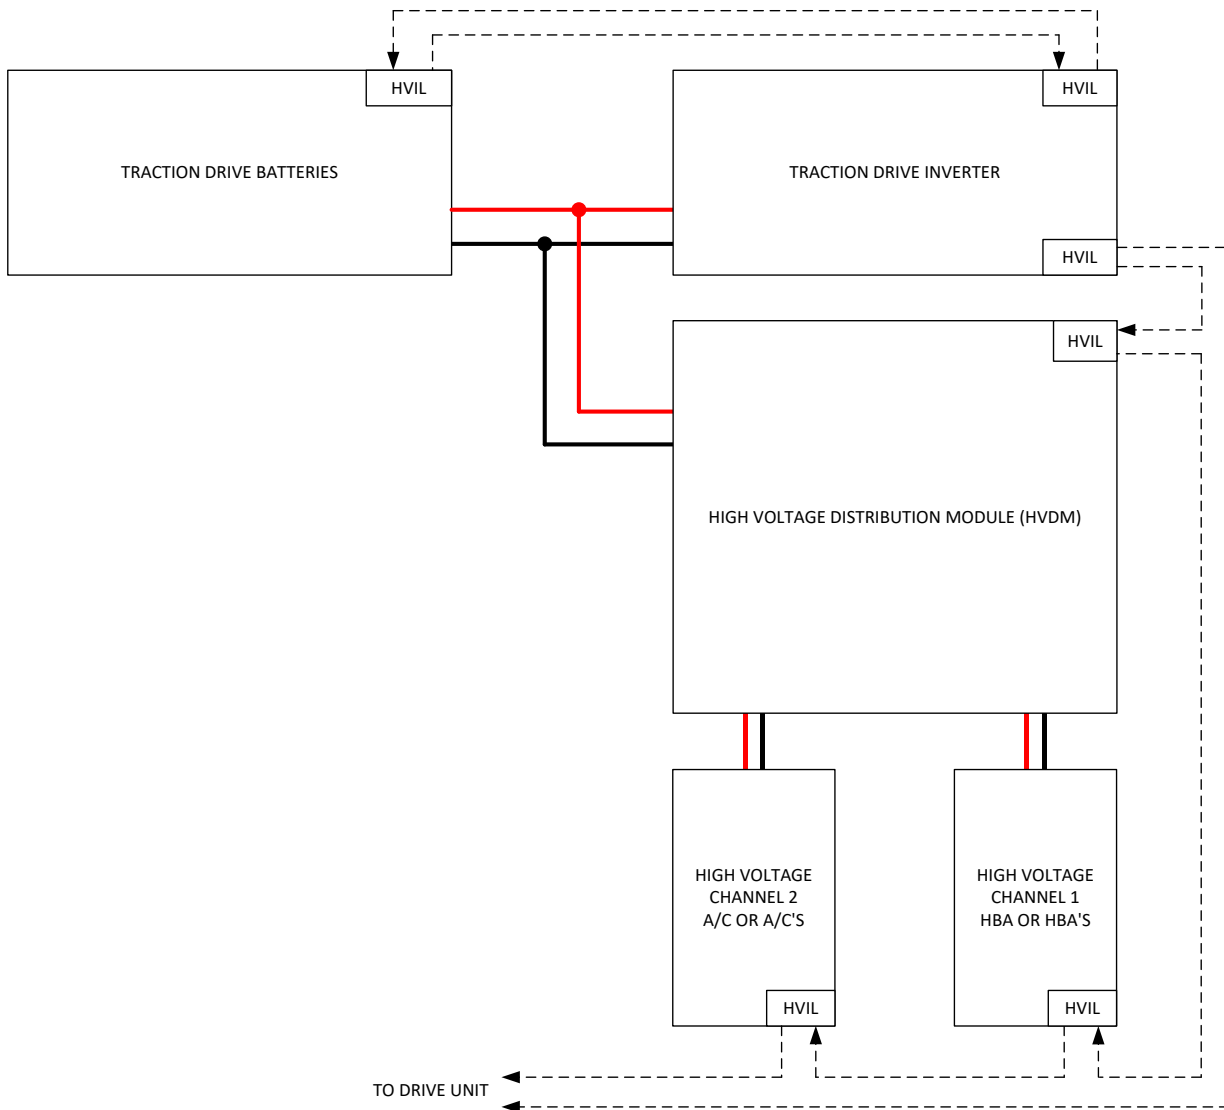 HVIL
HVIL
TRACTION DRIVE BATTERIES
TRACTION DRIVE INVERTER
HVIL
HVIL
HIGH VOLTAGE DISTRIBUTION MODULE (HVDM)
HIGH VOLTAGE
CHANNEL 2
A/C OR A/C'S
HIGH VOLTAGE
CHANNEL 1
HBA OR HBA'S
HVIL
HVIL
TO DRIVE UNIT